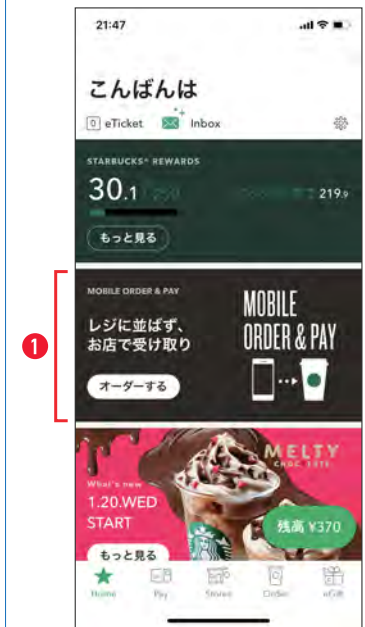 21:47
こんばんは
0 eTicket Inbox
STARBUCKS® REWARDS
30.1
219.9
もっと見る
MOBILE ORDER & PAY
レジに並ばず、
お店で受け取り
オーダーする
MOBILE
ORDER & PAY
1
MELTY
CHOC. FÊTE.
What's new
1.20.WED
START
もっと見る
残高 ¥370
Home Pay Stores Order eGift